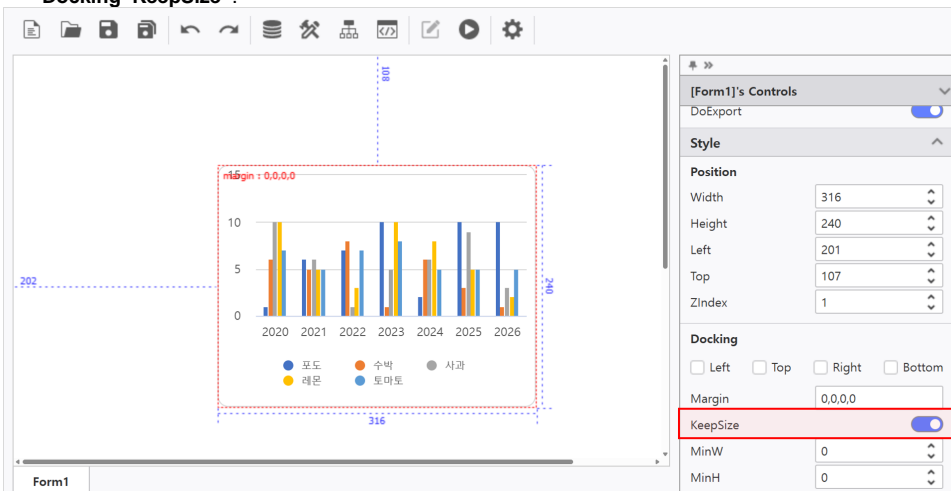 Docking "KeepSize" :
108
margin : 0,0,0,0
15
10
5
0
202
240
2020 2021 2022 2023 2024 2025 2026
포도 수박 사과
레몬 토마토
316
Form1
[Form1]'s Controls
DoExport
Style
Position
Width 316
Height 240
Left 201
Top 107
ZIndex 1
Docking
Left Top Right Bottom
Margin 0,0,0,0
KeepSize
MinW 0
MinH 0